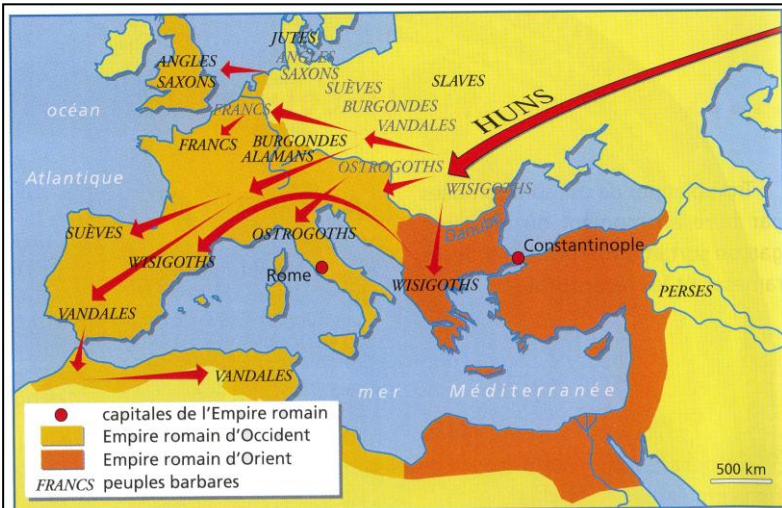 JUTES
ANGLES
SAXONS
ANGLES
SAXONS
SUÈVES
BURGONDES
VANDALES
SLAVES
HUNS
océan
Atlantique
FRANCS
FRANCS
BURGONDES
ALAMANS
OSTROGOTHS
WISIGOTHS
Danube
Constantinople
SUÈVES
WISIGOTHS
OSTROGOTHS
Rome
WISIGOTHS
PERSES
VANDALES
VANDALES
mer Méditerranée
capitales de l'Empire romain
Empire romain d'Occident
Empire romain d'Orient
FRANCS peuples barbares
500 km